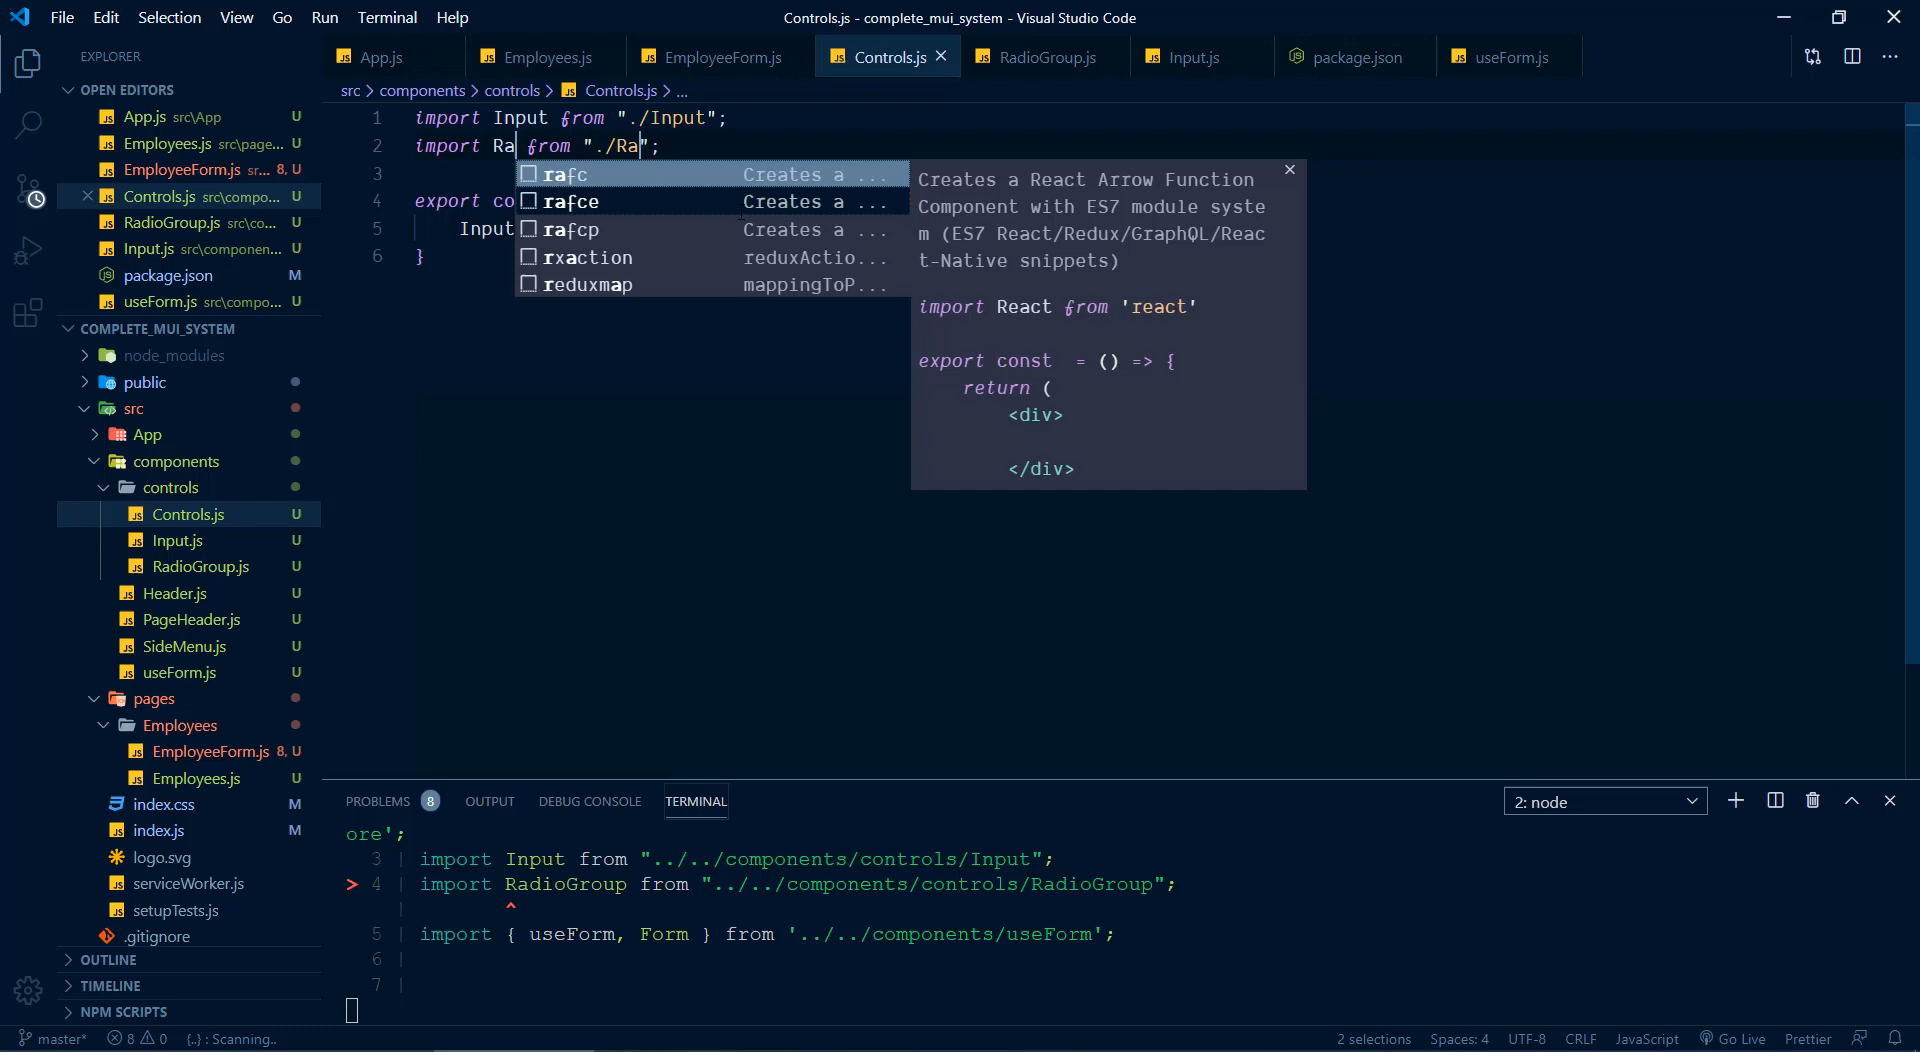 File Edit Selection View Go Run Terminal Help
Controls.js - complete_mui_system - Visual Studio Code
EXPLORER
App.js
Employees.js
EmployeeForm.js
Controls.js
RadioGroup.js
Input.js
package.json
useForm.js
OPEN EDITORS
App.js src\App U
Employees.js src\page... U
EmployeeForm.js sr... 8, U
Controls.js src\compo... U
RadioGroup.js src\co... U
Input.js src\componen... U
package.json M
useForm.js src\compo... U
COMPLETE_MUI_SYSTEM
node_modules
public
src
App
components
controls
Controls.js U
Input.js U
RadioGroup.js U
Header.js U
PageHeader.js U
SideMenu.js U
useForm.js U
pages
Employees
EmployeeForm.js 8, U
Employees.js U
index.css M
index.js M
logo.svg
serviceWorker.js
setupTests.js
.gitignore
OUTLINE
TIMELINE
NPM SCRIPTS
src > components > controls > Controls.js > ...
1 import Input from "./Input";
2 import Ra from "./Ra";
3
4 export co
5 Input
6 }
rafc Creates a ...
rafce Creates a ...
rafcp Creates a ...
rxaction reduxActio...
reduxmap mappingToP...
Creates a React Arrow Function
Component with ES7 module syste
m (ES7 React/Redux/GraphQL/Reac
t-Native snippets)
import React from 'react'
export const = () => {
return (
<div>
</div>
PROBLEMS 8 OUTPUT DEBUG CONSOLE TERMINAL
2: node
ore';
3 | import Input from "../../components/controls/Input";
> 4 | import RadioGroup from "../../components/controls/RadioGroup";
| ^
5 | import { useForm, Form } from '../../components/useForm';
6 |
7 |
master* 8 0 {..} : Scanning..
2 selections Spaces: 4 UTF-8 CRLF JavaScript Go Live Prettier